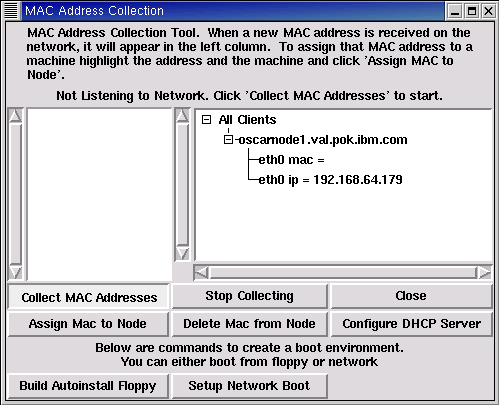 MAC Address Collection
MAC Address Collection Tool. When a new MAC address is received on the
network, it will appear in the left column. To assign that MAC address to a
machine highlight the address and the machine and click 'Assign MAC to
Node'.
Not Listening to Network. Click 'Collect MAC Addresses' to start.
All Clients
oscarnode1.val.pok.ibm.com
eth0 mac =
eth0 ip = 192.168.64.179
Collect MAC Addresses
Stop Collecting
Close
Assign Mac to Node
Delete Mac from Node
Configure DHCP Server
Below are commands to create a boot environment.
You can either boot from floppy or network
Build Autoinstall Floppy
Setup Network Boot